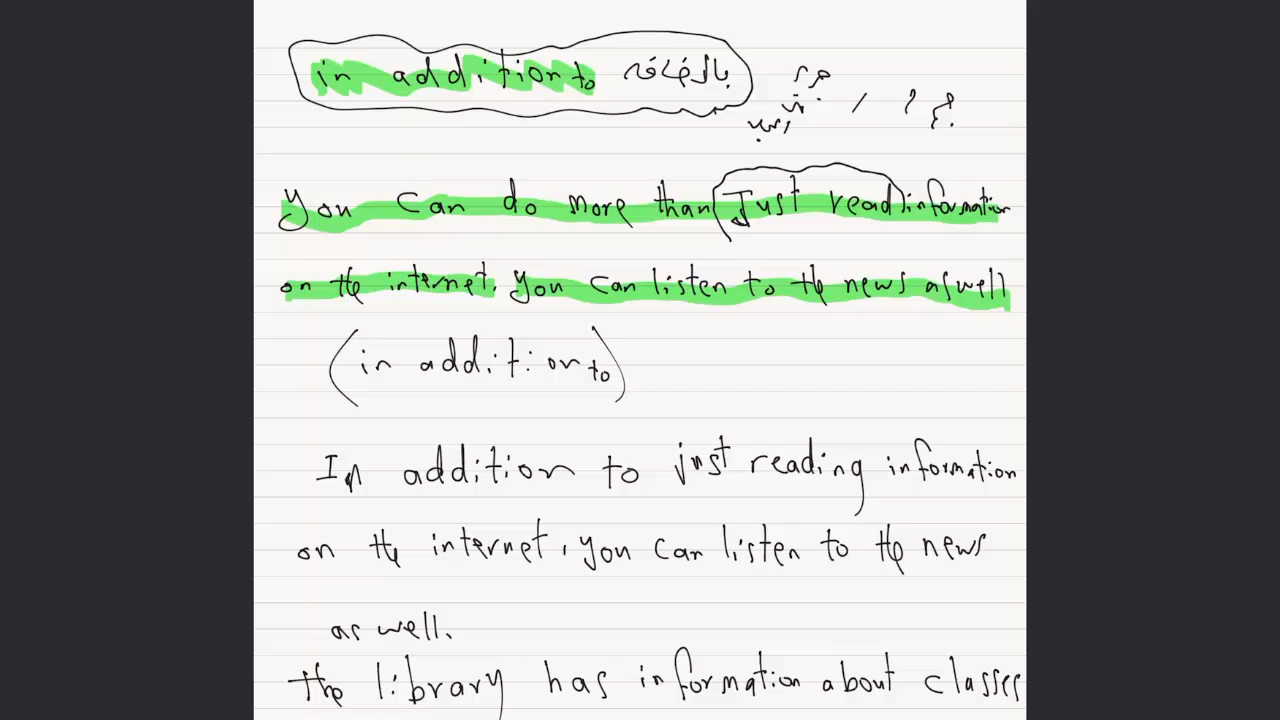 in addition to بالاضافه
you can do more than Just read information
on the internet. you can listen to the news as well
(in addition to)
In addition to just reading information
on the internet, you can listen to the news
as well.
the library has information about classes